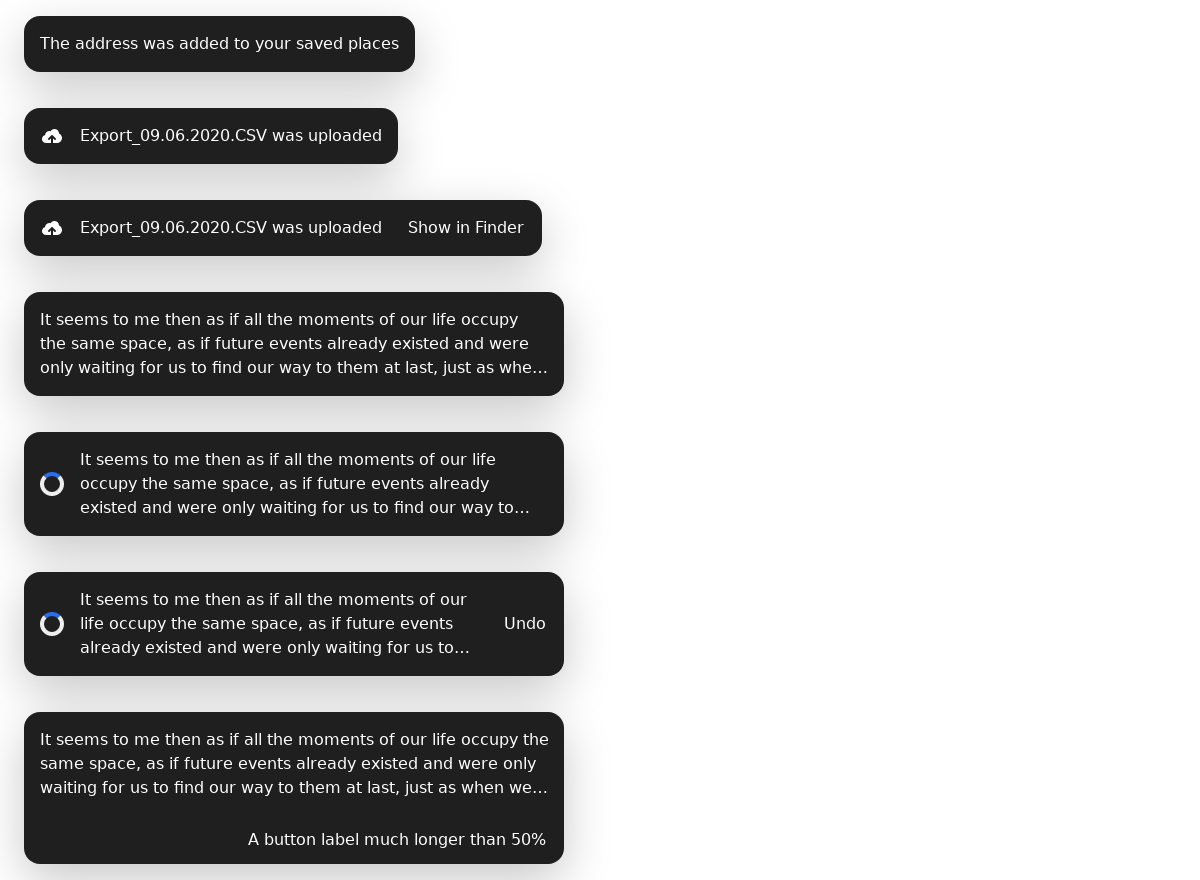 The address was added to your saved places
Export_09.06.2020.CSV was uploaded
Export_09.06.2020.CSV was uploaded Show in Finder
It seems to me then as if all the moments of our life occupy
the same space, as if future events already existed and were
only waiting for us to find our way to them at last, just as whe…
It seems to me then as if all the moments of our life
occupy the same space, as if future events already
existed and were only waiting for us to find our way to…
It seems to me then as if all the moments of our
life occupy the same space, as if future events
already existed and were only waiting for us to…
Undo
It seems to me then as if all the moments of our life occupy the
same space, as if future events already existed and were only
waiting for us to find our way to them at last, just as when we…
A button label much longer than 50%